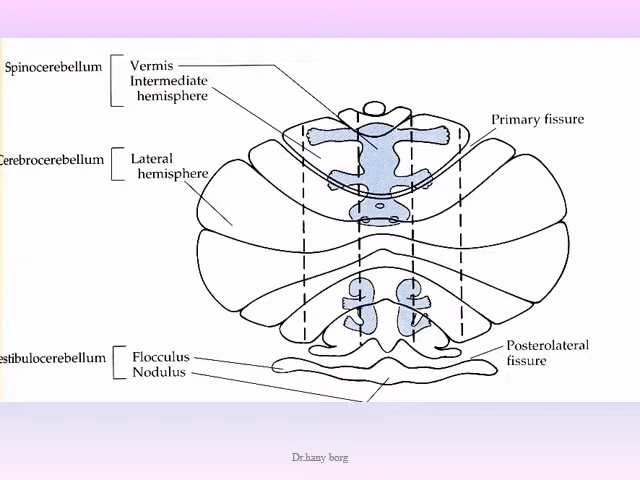 Spinocerebellum
Vermis
Intermediate
hemisphere
Primary fissure
Cerebrocerebellum
Lateral
hemisphere
Posterolateral
fissure
estibulocerebellum
Flocculus
Nodulus
Dr.hany borg